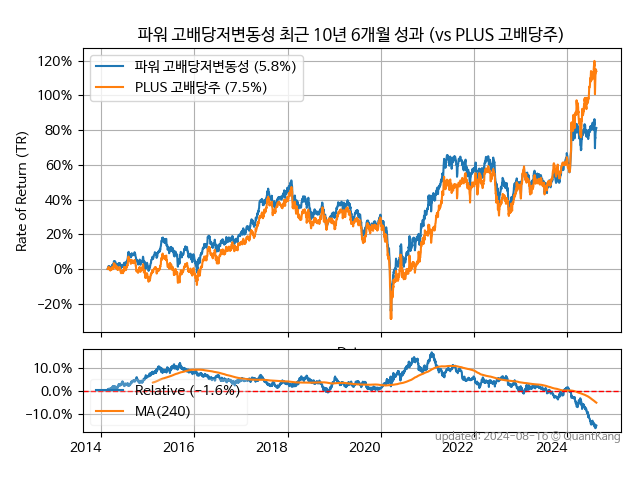 파워 고배당저변동성 최근 10년 6개월 성과 (vs PLUS 고배당주)
파워 고배당저변동성 (5.8%)
PLUS 고배당주 (7.5%)
Rate of Return (TR)
120%
100%
80%
60%
40%
20%
0%
−20%
10.0%
0.0%
−10.0%
Relative (−1.6%)
MA(240)
2014 2016 2018 2020 2022 2024
updated: 2024-08-16 © QuantKang